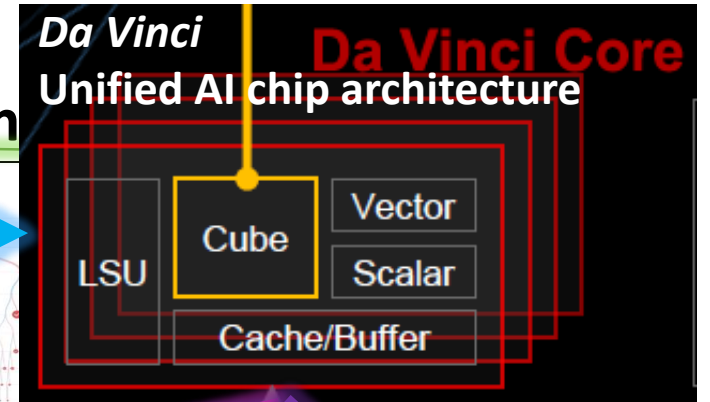 Da Vinci
Da Vinci Core
Unified AI chip architecture
n
LSU
Cube
Vector
Scalar
Cache/Buffer